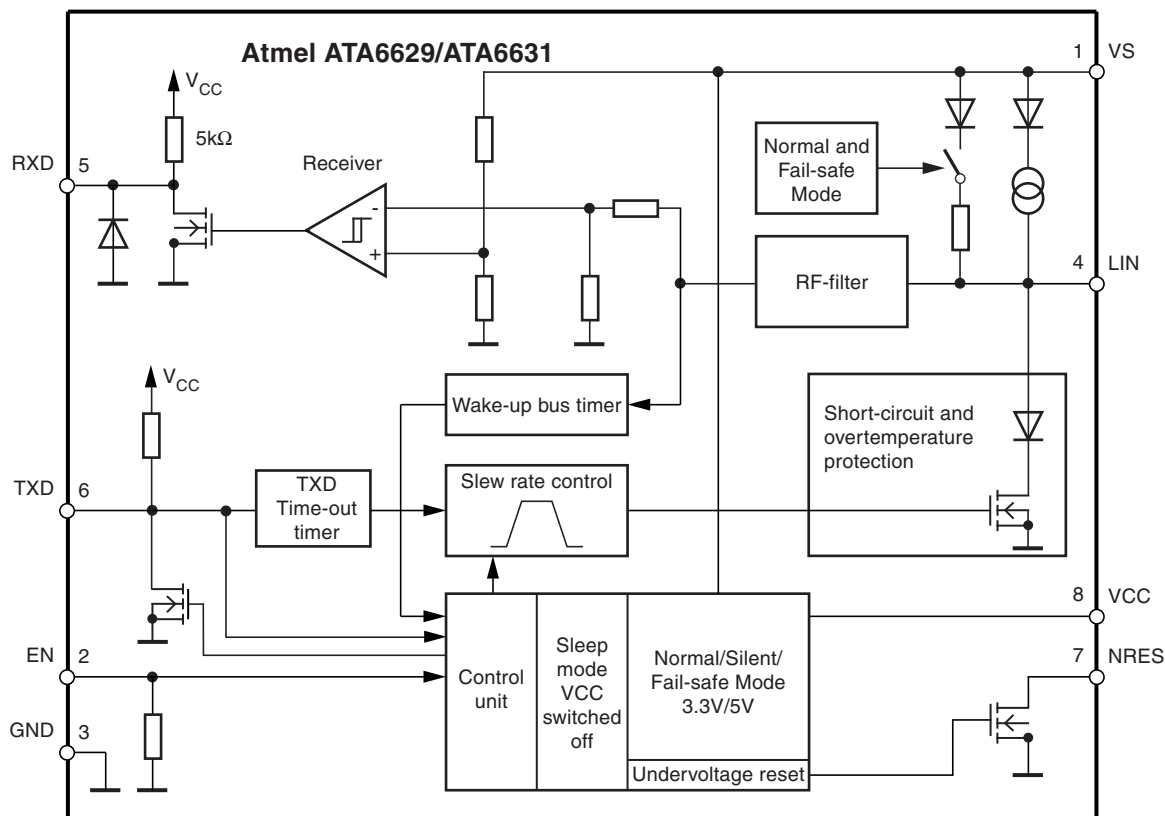 Atmel ATA6629/ATA6631
1
VS
VCC
5kΩ
RXD
5
Receiver
-
+
Normal and
Fail-safe
Mode
RF-filter
4
LIN
VCC
Wake-up bus timer
Short-circuit and
overtemperature
protection
TXD
6
TXD
Time-out
timer
Slew rate control
8
VCC
7
NRES
EN
2
Control
unit
Sleep
mode
VCC
switched
off
Normal/Silent/
Fail-safe Mode
3.3V/5V
GND
3
Undervoltage reset